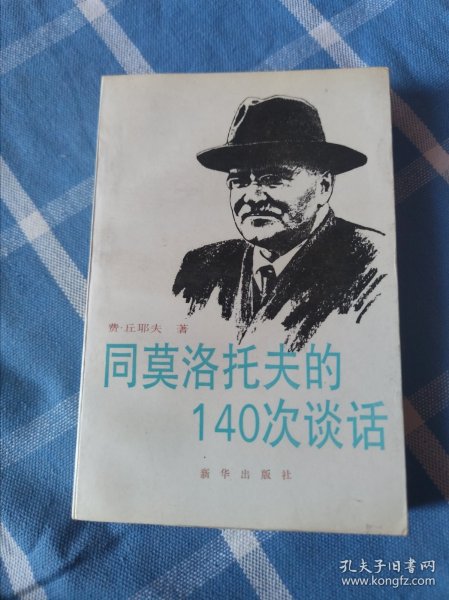 费·丘耶夫 著
同莫洛托夫的
140次谈话
新华出版社
孔夫子旧书网
www.kongfz.com